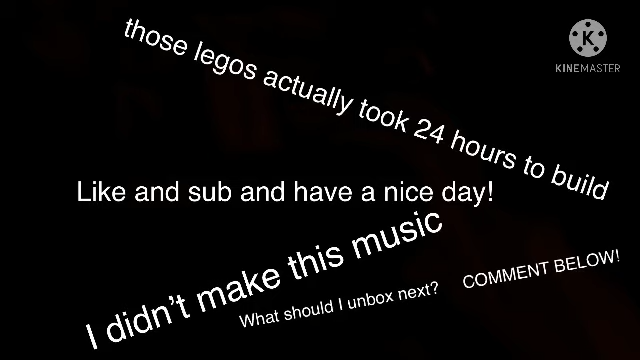 those legos actually took 24 hours to build
KINEMASTER
Like and sub and have a nice day!
I didn't make this music
What should I unbox next?
COMMENT BELOW!